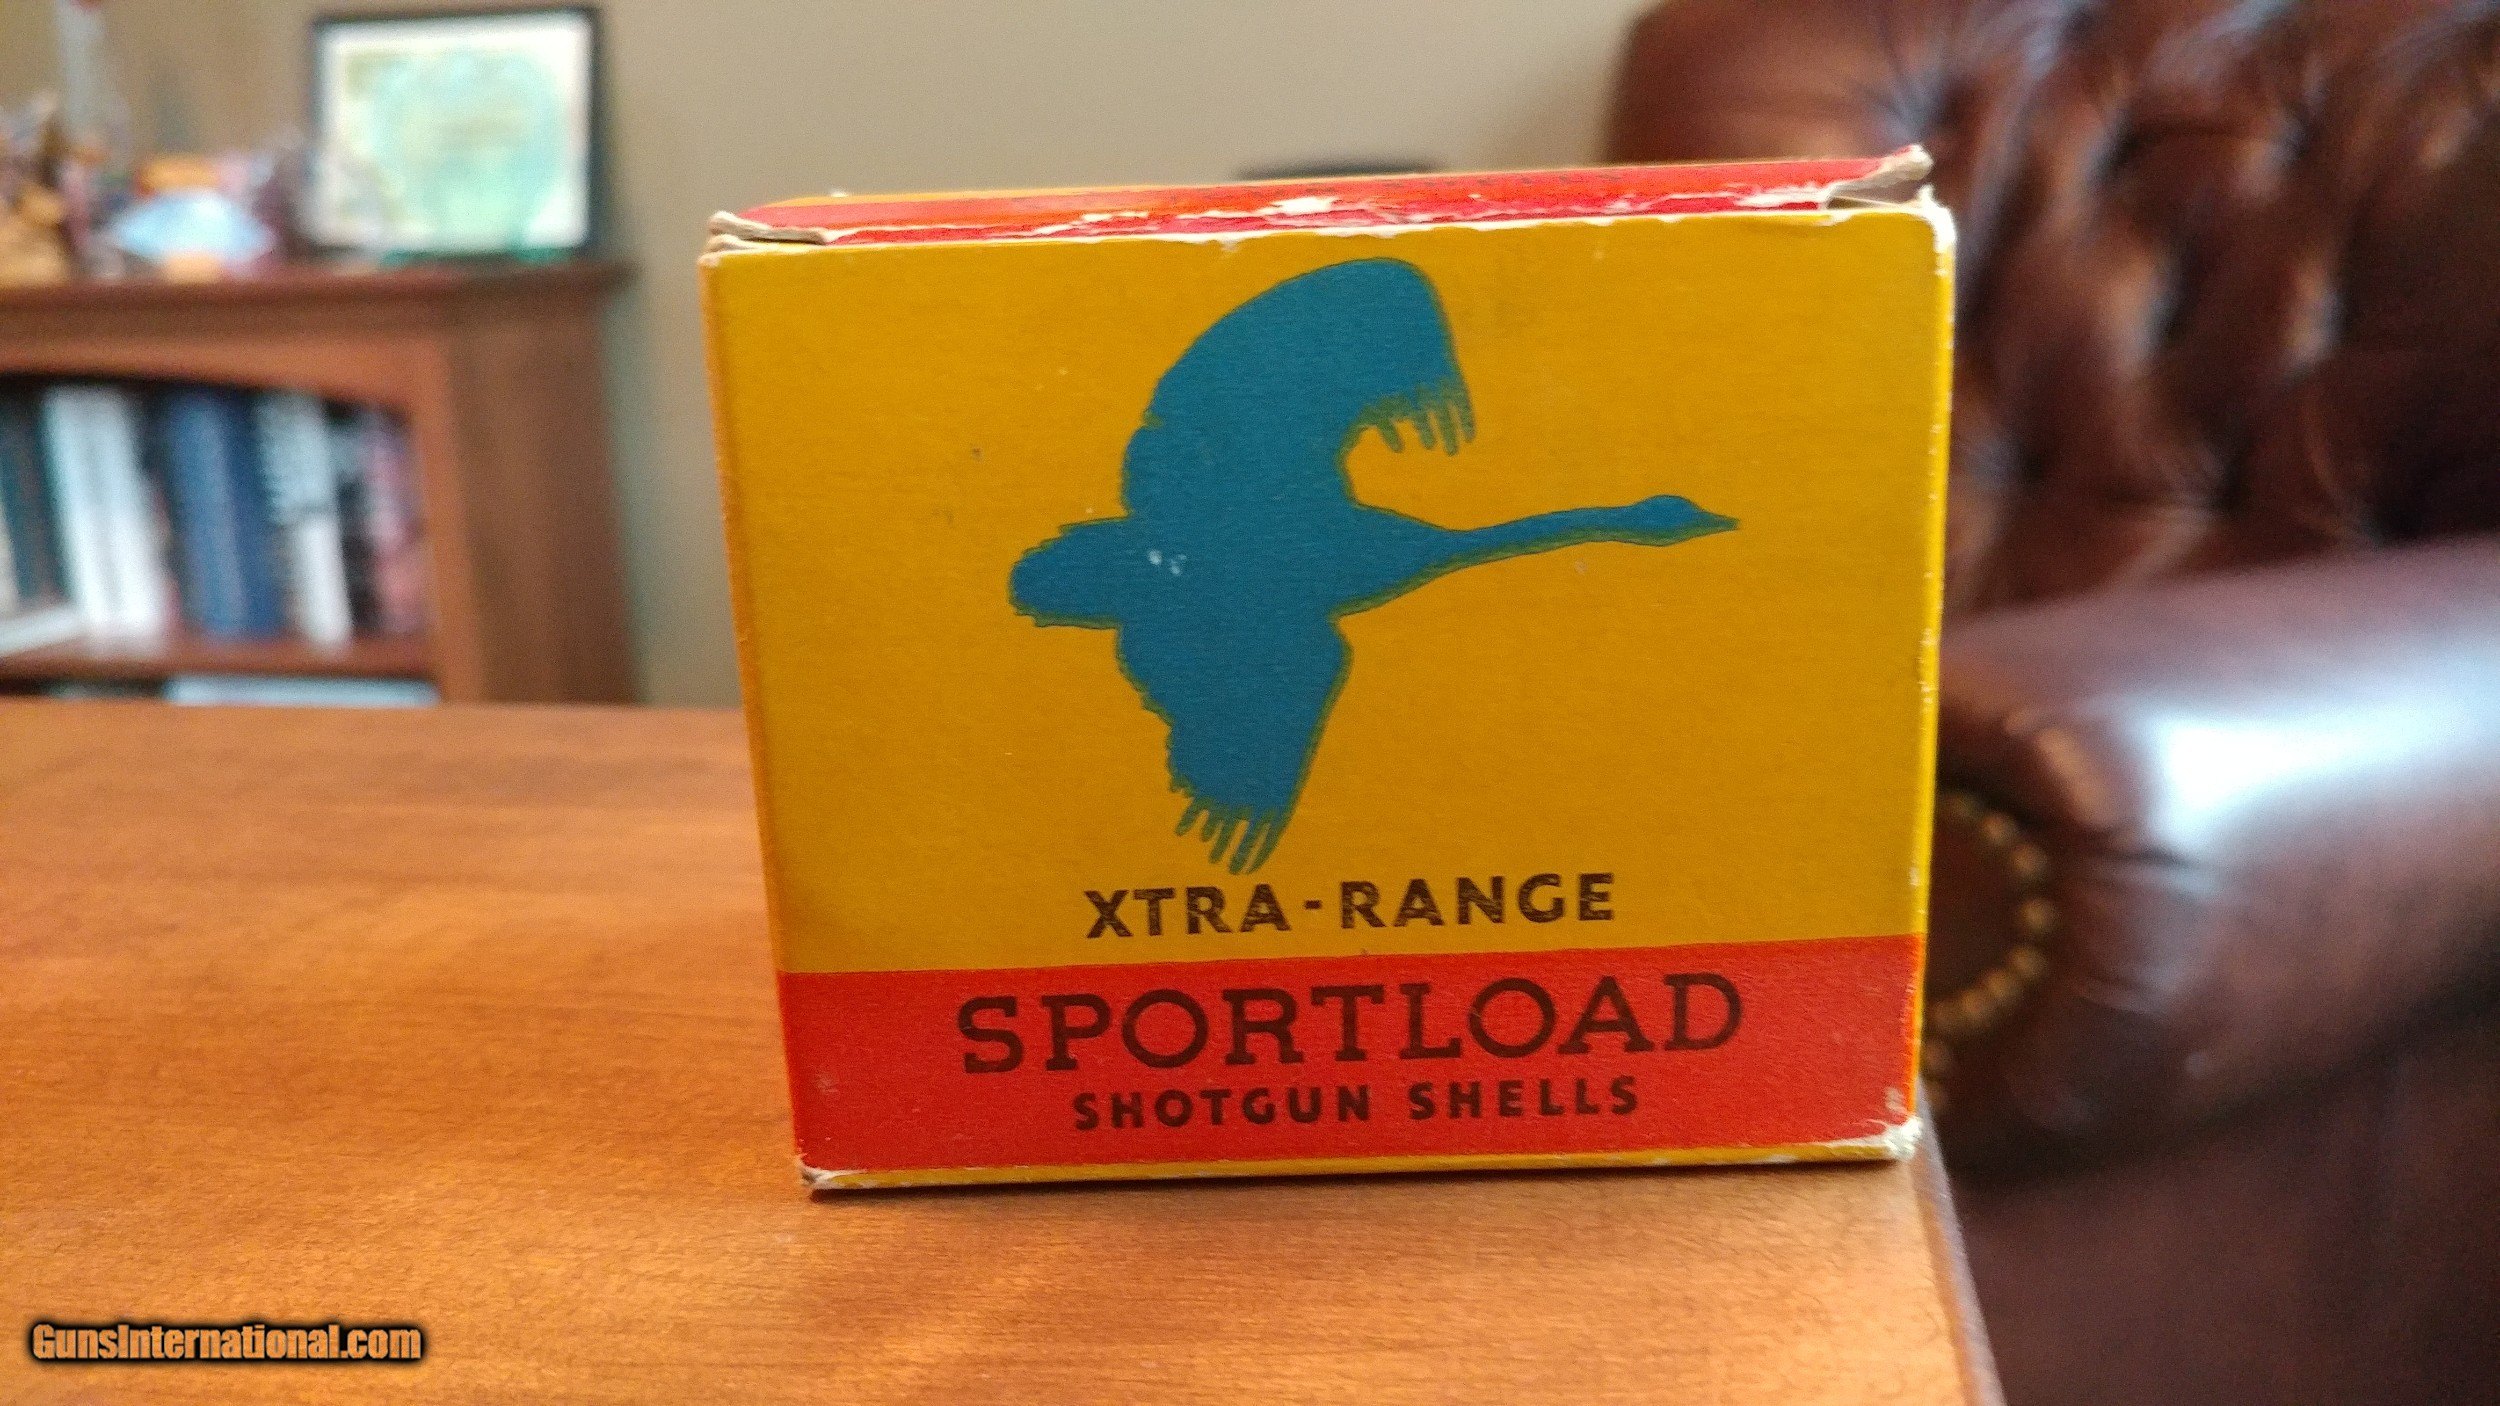 XTRA-RANGE
SPORTLOAD
SHOTGUN SHELLS
GunsInternational.com